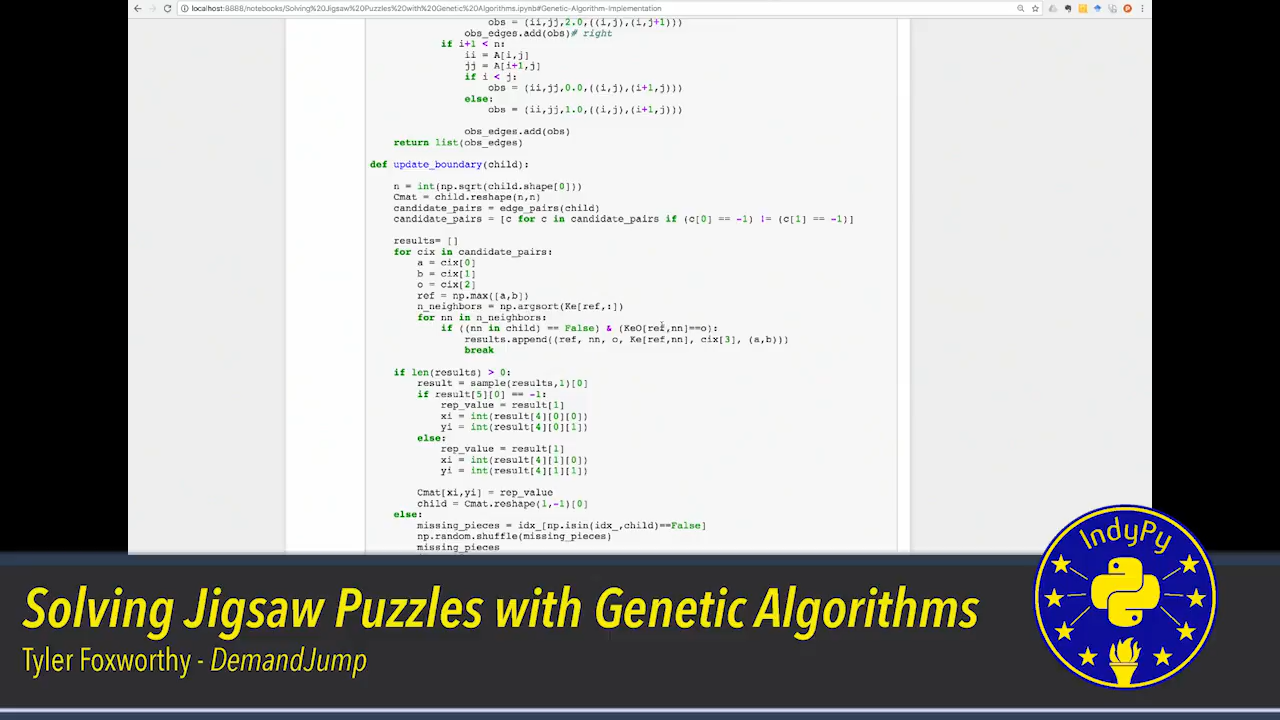 localhost:8888/notebooks/Solving%20Jigsaw%20Puzzles%20with%20Genetic%20Algorithms.ipynb#Genetic-Algorithm-Implementation
obs = (ii,jj,2.0,((i,j),(i,j+1)))
obs_edges.add(obs)# right
if i+1 < n:
ii = A[i,j]
jj = A[i+1,j]
if i < j:
obs = (ii,jj,0.0,((i,j),(i+1,j)))
else:
obs = (ii,jj,1.0,((i,j),(i+1,j)))
obs_edges.add(obs)
return list(obs_edges)
def update_boundary(child):
n = int(np.sqrt(child.shape[0]))
Cmat = child.reshape(n,n)
candidate_pairs = edge_pairs(child)
candidate_pairs = [c for c in candidate_pairs if (c[0] == -1) != (c[1] == -1)]
results= []
for cix in candidate_pairs:
a = cix[0]
b = cix[1]
o = cix[2]
ref = np.max([a,b])
n_neighbors = np.argsort(Ke[ref,:])
for nn in n_neighbors:
if ((nn in child) == False) & (KeO[ref,nn]==o):
results.append((ref, nn, o, Ke[ref,nn], cix[3], (a,b)))
break
if len(results) > 0:
result = sample(results,1)[0]
if result[5][0] == -1:
rep_value = result[1]
xi = int(result[4][0][0])
yi = int(result[4][0][1])
else:
rep_value = result[1]
xi = int(result[4][1][0])
yi = int(result[4][1][1])
Cmat[xi,yi] = rep_value
child = Cmat.reshape(1,-1)[0]
else:
missing_pieces = idx_[np.isin(idx_,child)==False]
np.random.shuffle(missing_pieces)
missing_pieces
IndyPy
Solving Jigsaw Puzzles with Genetic Algorithms
Tyler Foxworthy - DemandJump